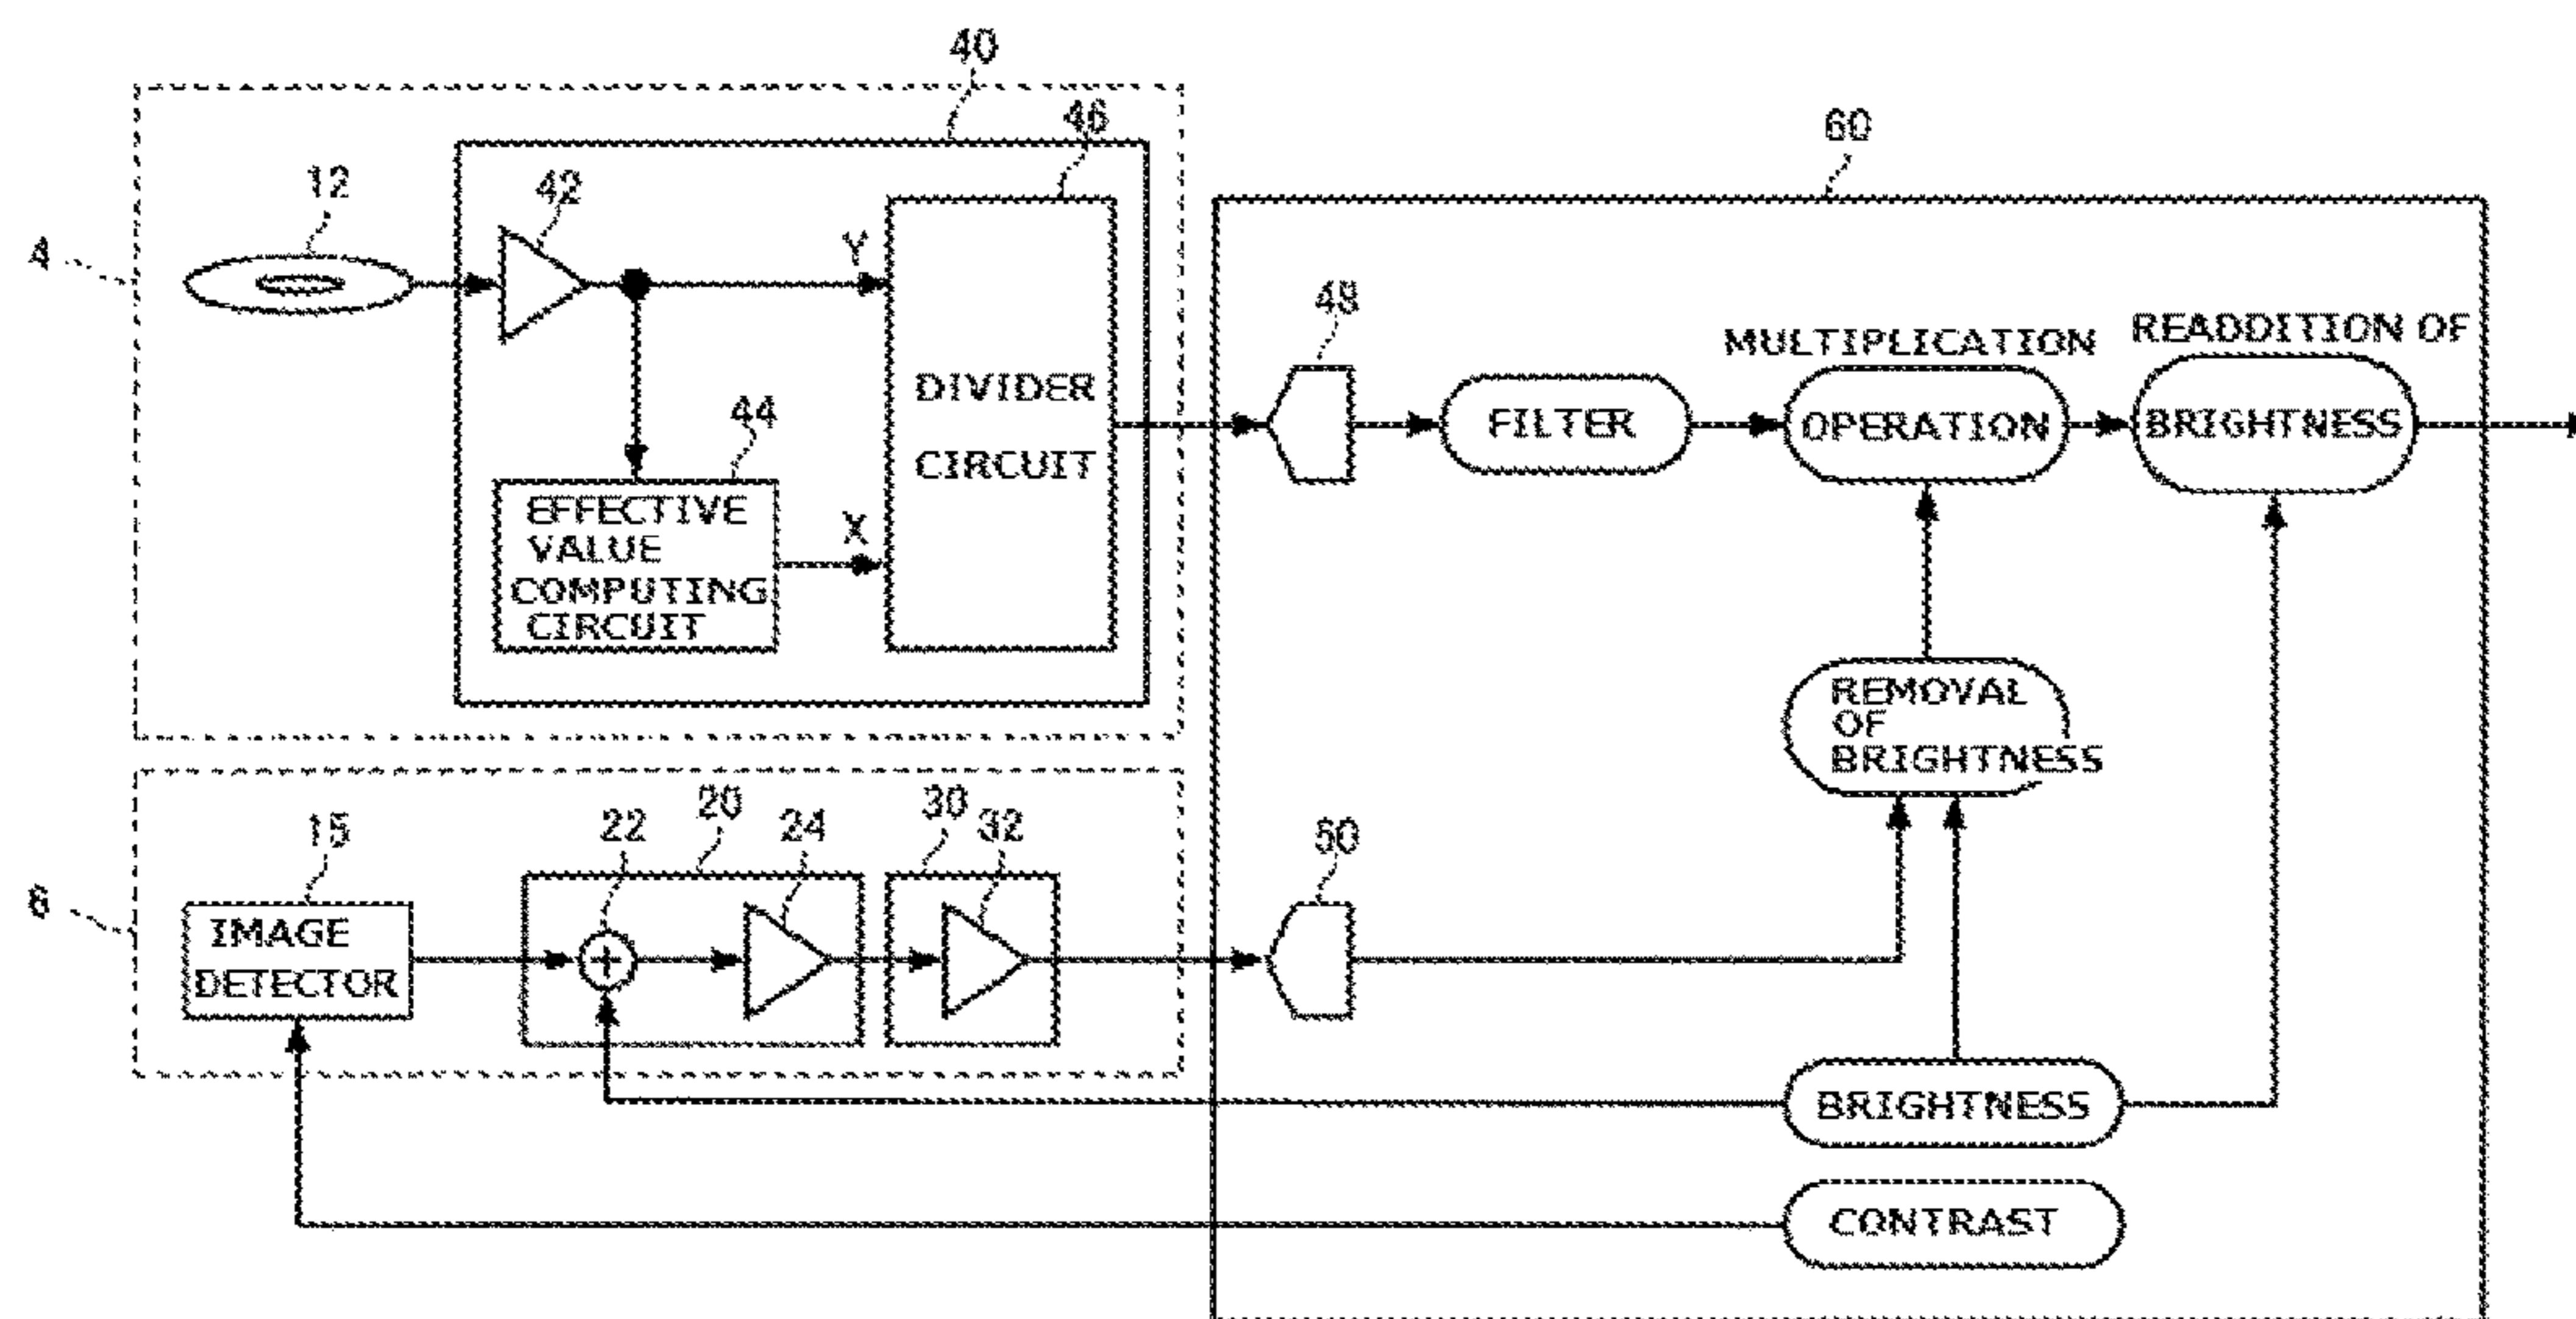 40
46
60
12
42
4
Y
48
DIVIDER
CIRCUIT
44
EFFECTIVE
VALUE
COMPUTING
CIRCUIT
X
FILTER
MULTIPLICATION
OPERATION
READDITION OF
BRIGHTNESS
REMOVAL
OF
BRIGHTNESS
6
15
IMAGE
DETECTOR
22
20
24
30
32
50
BRIGHTNESS
CONTRAST